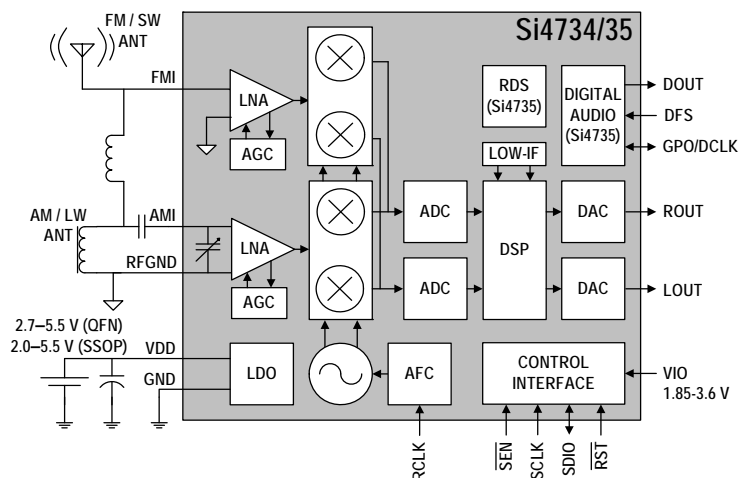 Si4734/35
FM / SW
ANT
FMI
LNA
AGC
RDS
(Si4735)
DIGITAL
AUDIO
(Si4735)
DOUT
DFS
GPO/DCLK
LOW-IF
AM / LW
ANT
AMI
RFGND
LNA
AGC
ADC
ADC
DSP
DAC
DAC
ROUT
LOUT
2.7–5.5 V (QFN)
2.0–5.5 V (SSOP)
VDD
GND
LDO
AFC
CONTROL
INTERFACE
VIO
1.85-3.6 V
RCLK
SEN
SCLK
SDIO
RST